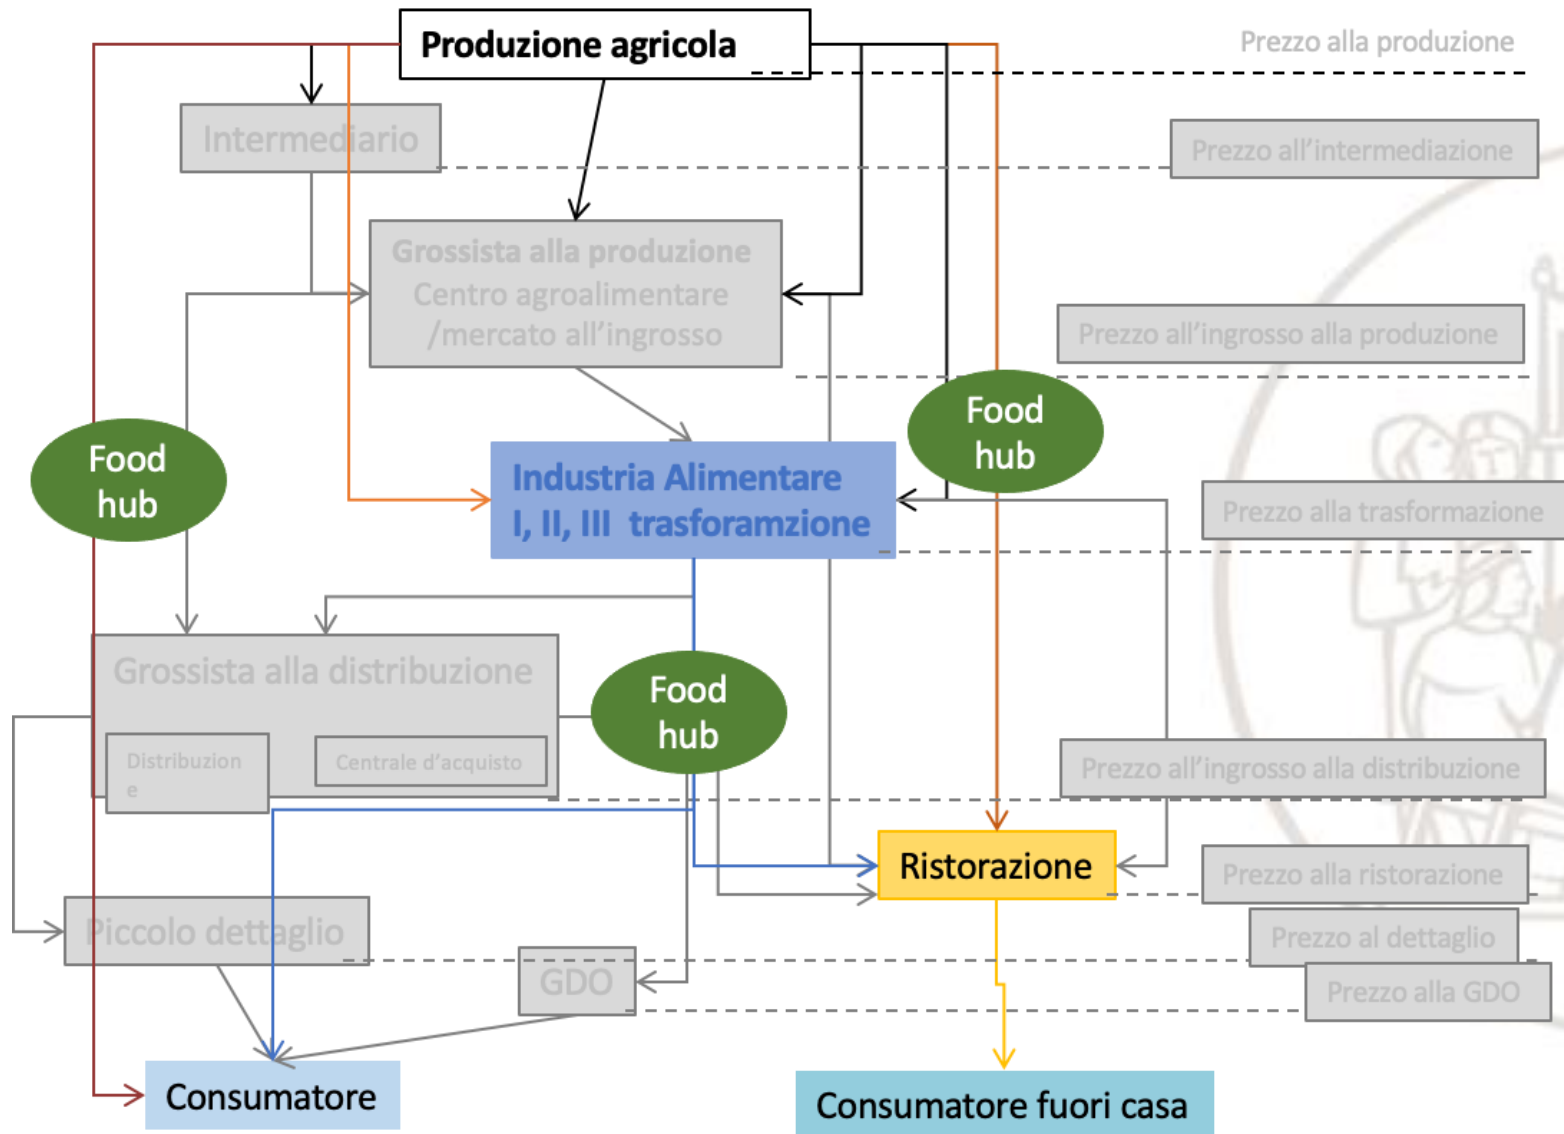 Produzione agricola
Prezzo alla produzione
Intermediario
Prezzo all'intermediazione
Grossista alla produzione
Centro agroalimentare
/mercato all'ingrosso
Prezzo all'ingrosso alla produzione
Food
hub
Food
hub
Industria Alimentare
I, II, III trasforamzione
Prezzo alla trasformazione
Grossista alla distribuzione
Food
hub
Distribuzion
e
Centrale d'acquisto
Prezzo all'ingrosso alla distribuzione
Ristorazione
Prezzo alla ristorazione
Piccolo dettaglio
Prezzo al dettaglio
GDO
Prezzo alla GDO
Consumatore
Consumatore fuori casa